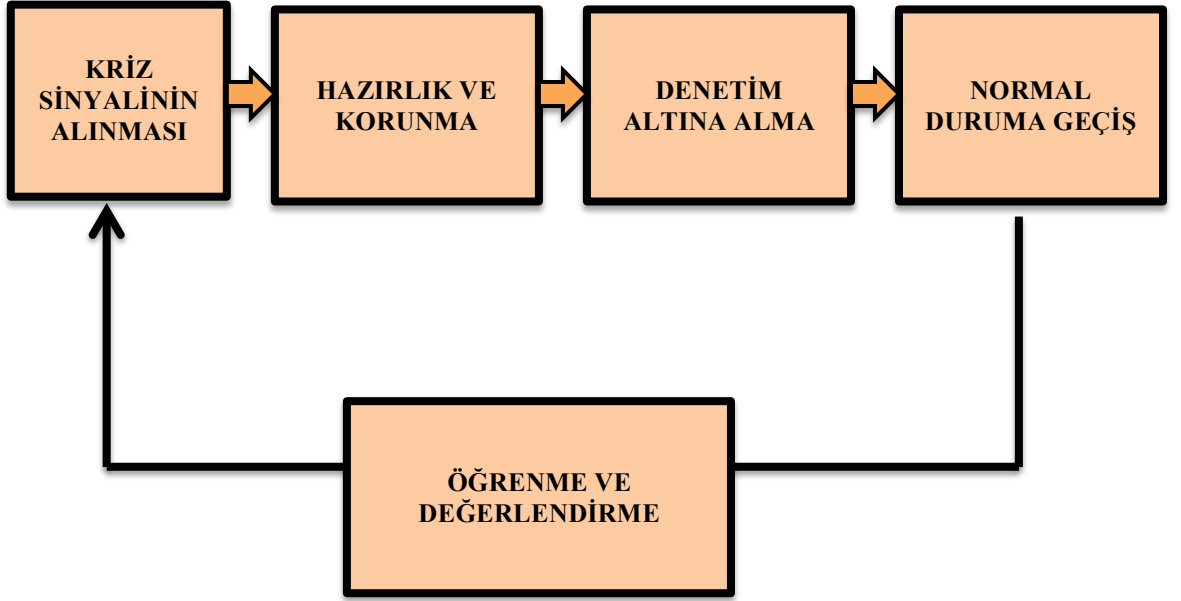 KRİZ
SİNYALİNİN
ALINMASI
HAZIRLIK VE
KORUNMA
DENETİM
ALTINA ALMA
NORMAL
DURUMA GEÇİŞ
ÖĞRENME VE
DEĞERLENDİRME